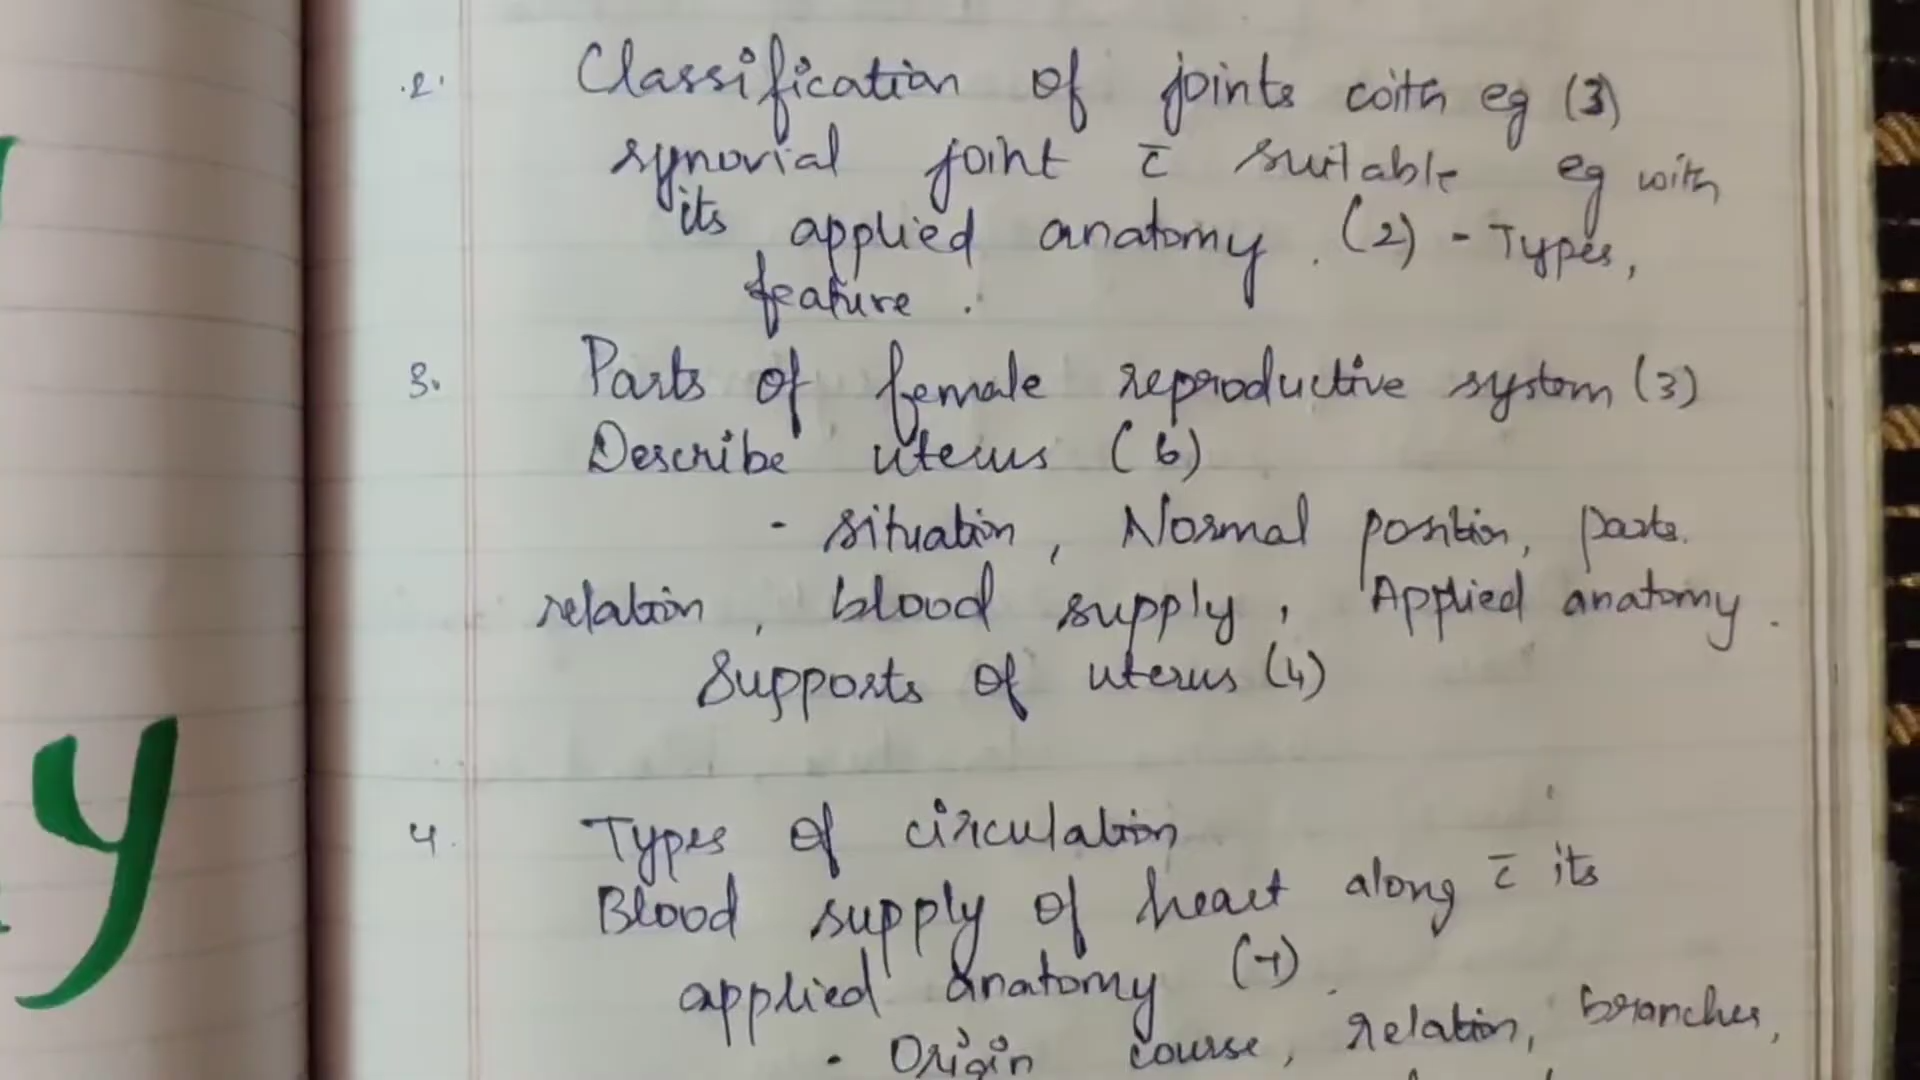 2. Classification of joints with eg (3)
synovial joint c̄ suitable eg with
its applied anatomy. (2) - Types,
feature.
3. Parts of female reproductive system (3)
Describe uterus (6)
- situation, Normal position, parts.
relation, blood supply, Applied anatomy.
Supports of uterus (4)
4. Types of circulation
Blood supply of heart along c̄ its
applied anatomy
• Origin course, relation, branches,
y